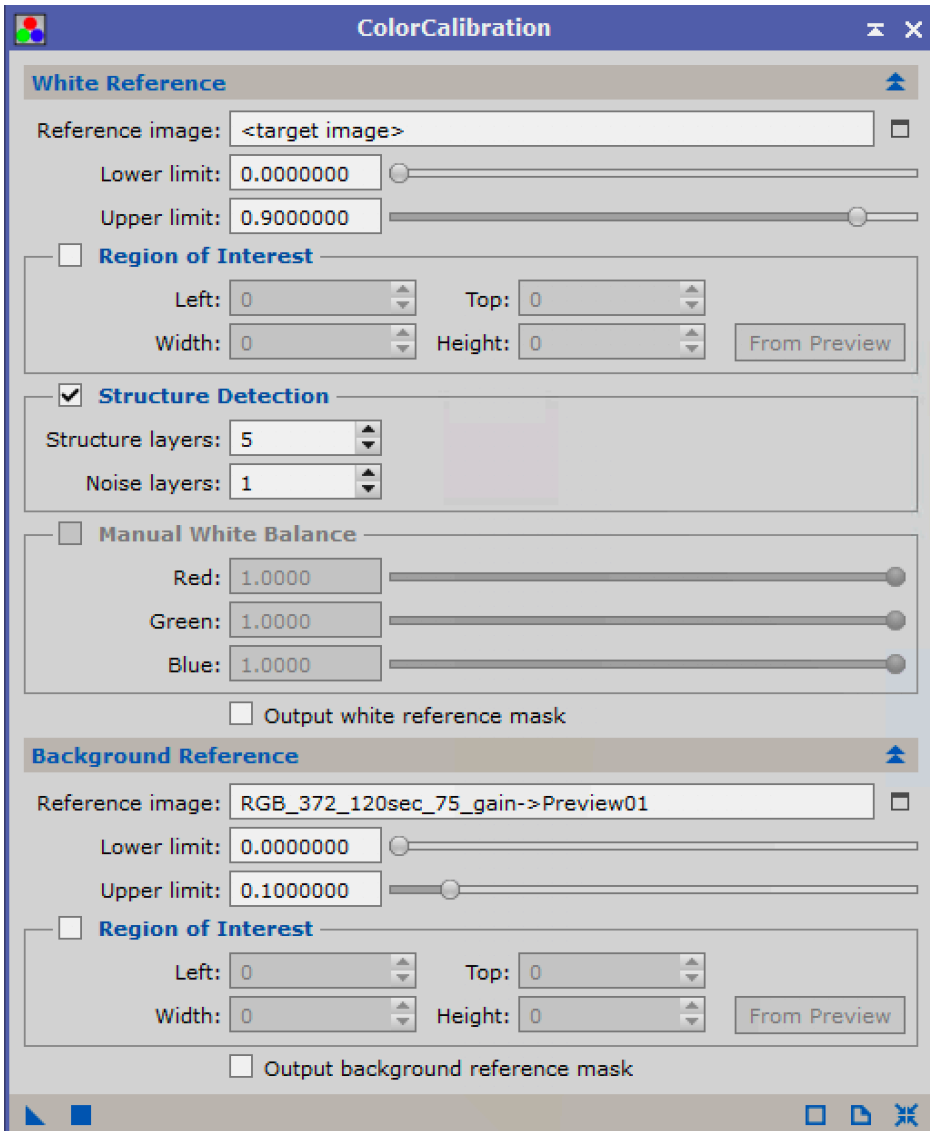 ColorCalibration
White Reference
Reference image: <target image>
Lower limit: 0.0000000
Upper limit: 0.9000000
Region of Interest
Left: 0 Top: 0
Width: 0 Height: 0 From Preview
Structure Detection
Structure layers: 5
Noise layers: 1
Manual White Balance
Red: 1.0000
Green: 1.0000
Blue: 1.0000
Output white reference mask
Background Reference
Reference image: RGB_372_120sec_75_gain->Preview01
Lower limit: 0.0000000
Upper limit: 0.1000000
Region of Interest
Left: 0 Top: 0
Width: 0 Height: 0 From Preview
Output background reference mask